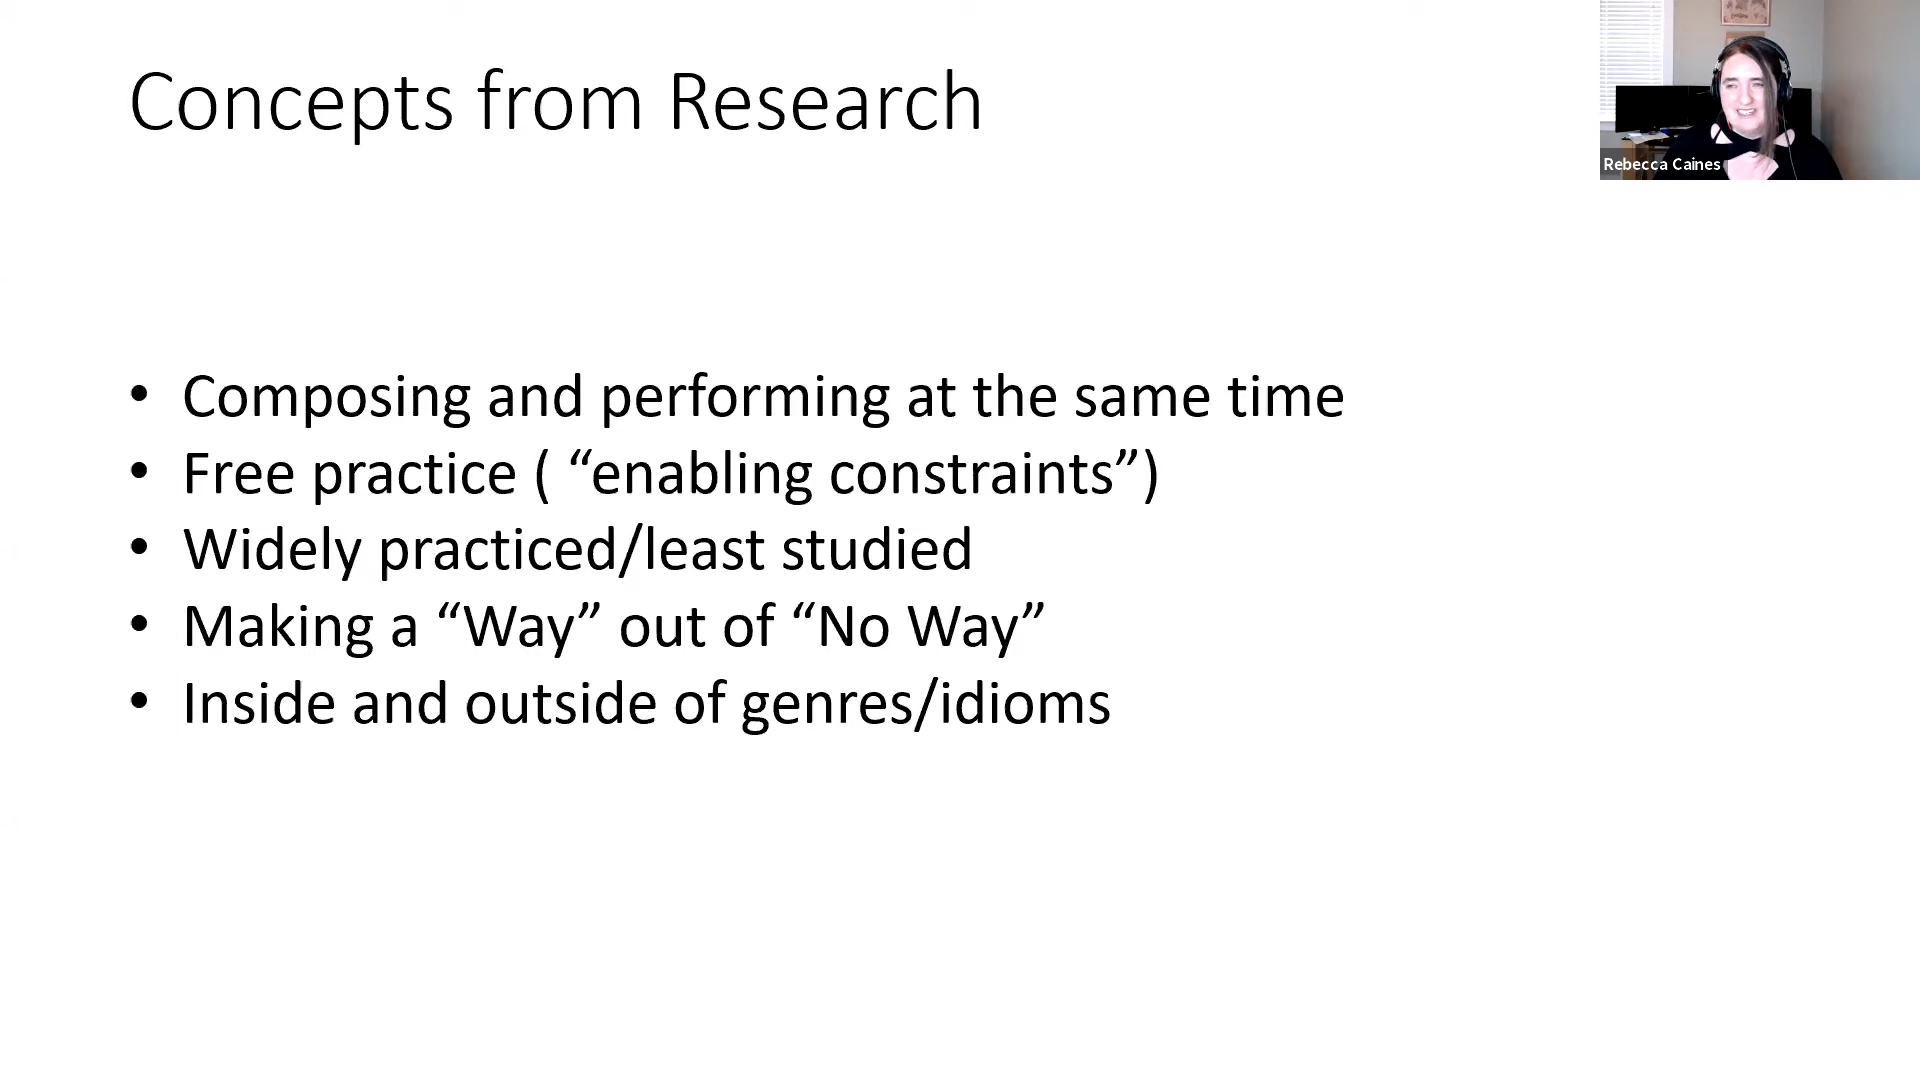 Concepts from Research
Rebecca Caines
• Composing and performing at the same time
• Free practice ( “enabling constraints”)
• Widely practiced/least studied
• Making a “Way” out of “No Way”
• Inside and outside of genres/idioms